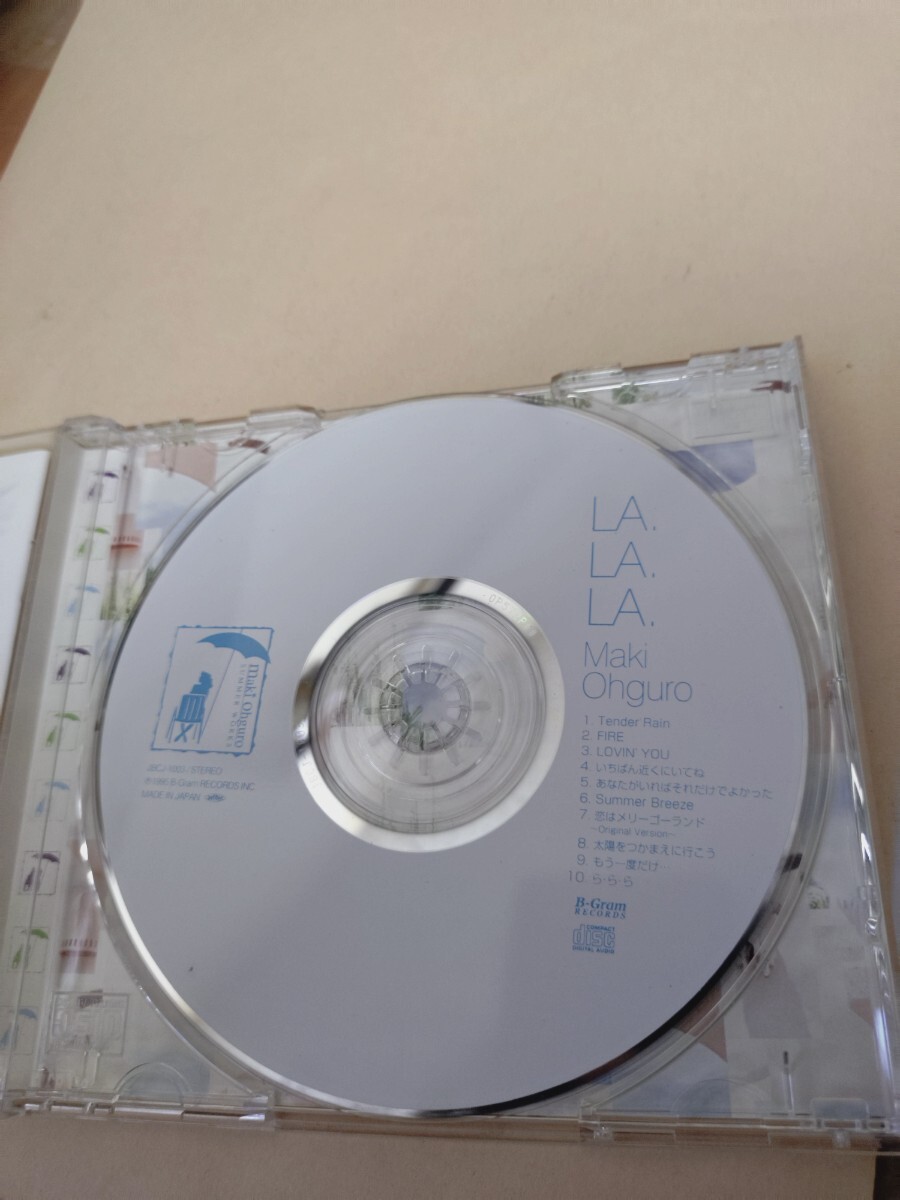 LA.
LA.
LA.
Maki
Ohguro
1. Tender Rain
2. FIRE
3. LOVIN' YOU
4. いちばん近くにいてね
5. あなたがいればそれだけでよかった
6. Summer Breeze
7. 恋はメリーゴーランド
~Original Version~
8. 太陽をつかまえに行こう
9. もう一度だけ…
10. ら・ら・ら
B-Gram
RECORDS
COMPACT
disc
DIGITAL AUDIO
Maki Ohguro
SUMMER WORKS
STEREO
℗1995 B-Gram RECORDS INC
MADE IN JAPAN